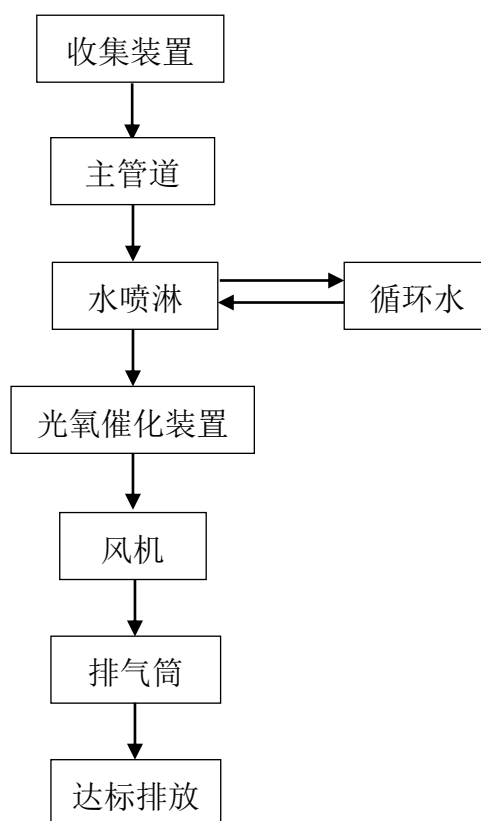 收集装置
主管道
水喷淋
循环水
光氧催化装置
风机
排气筒
达标排放